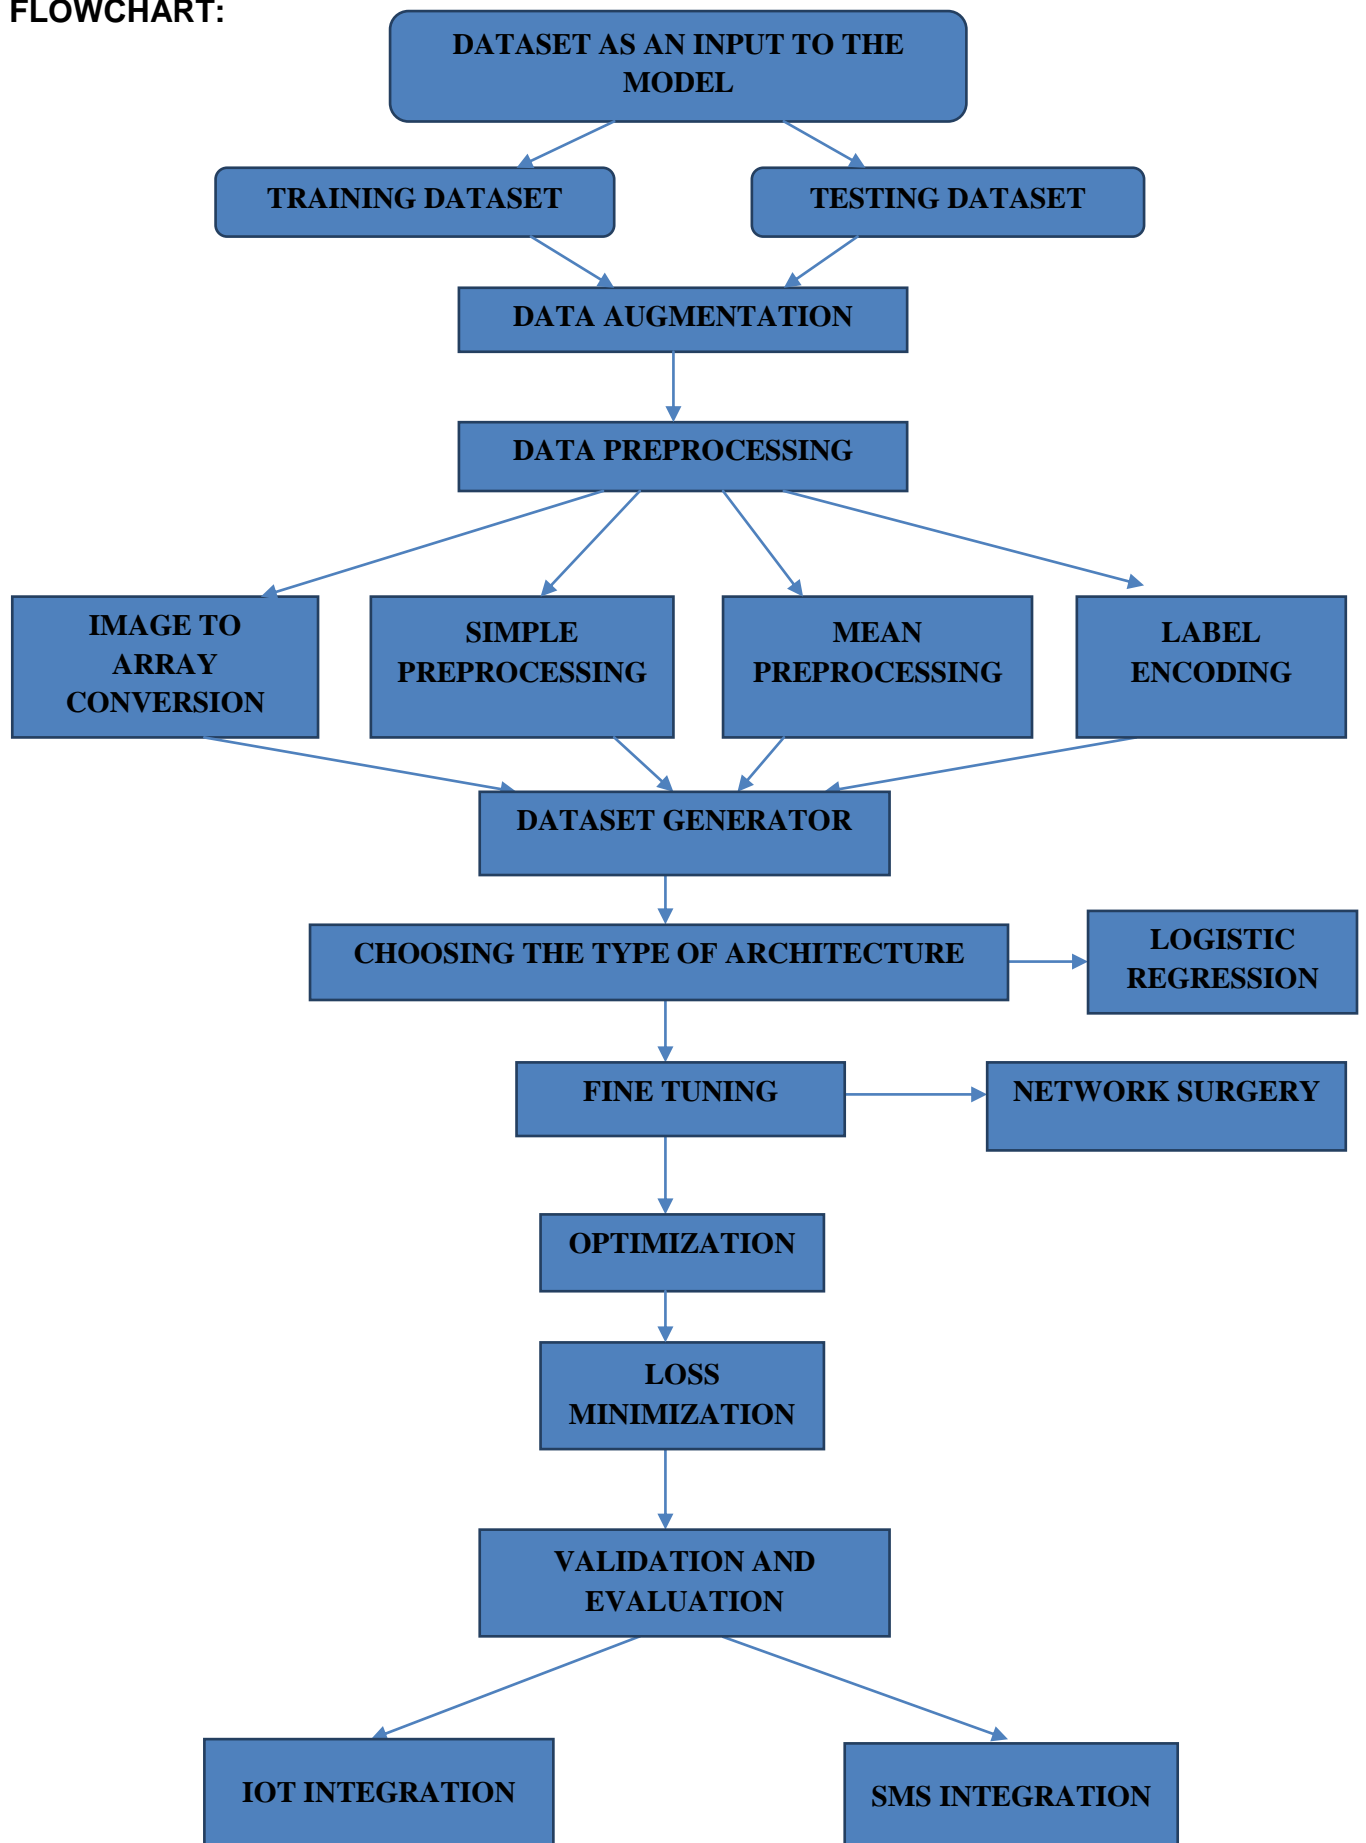 FLOWCHART:
DATASET AS AN INPUT TO THE
MODEL
TRAINING DATASET
TESTING DATASET
DATA AUGMENTATION
DATA PREPROCESSING
IMAGE TO
ARRAY
CONVERSION
SIMPLE
PREPROCESSING
MEAN
PREPROCESSING
LABEL
ENCODING
DATASET GENERATOR
CHOOSING THE TYPE OF ARCHITECTURE
LOGISTIC
REGRESSION
FINE TUNING
NETWORK SURGERY
OPTIMIZATION
LOSS
MINIMIZATION
VALIDATION AND
EVALUATION
IOT INTEGRATION
SMS INTEGRATION